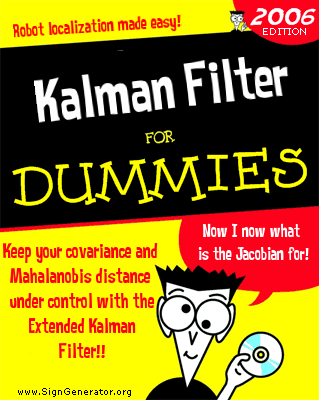 Robot localization made easy!
2006
EDITION
Kalman Filter
FOR
DUMMIES
Now I now what
is the Jacobian for!
Keep your covariance and
Mahalanobis distance
under control with the
Extended Kalman
Filter!!
www.SignGenerator.org